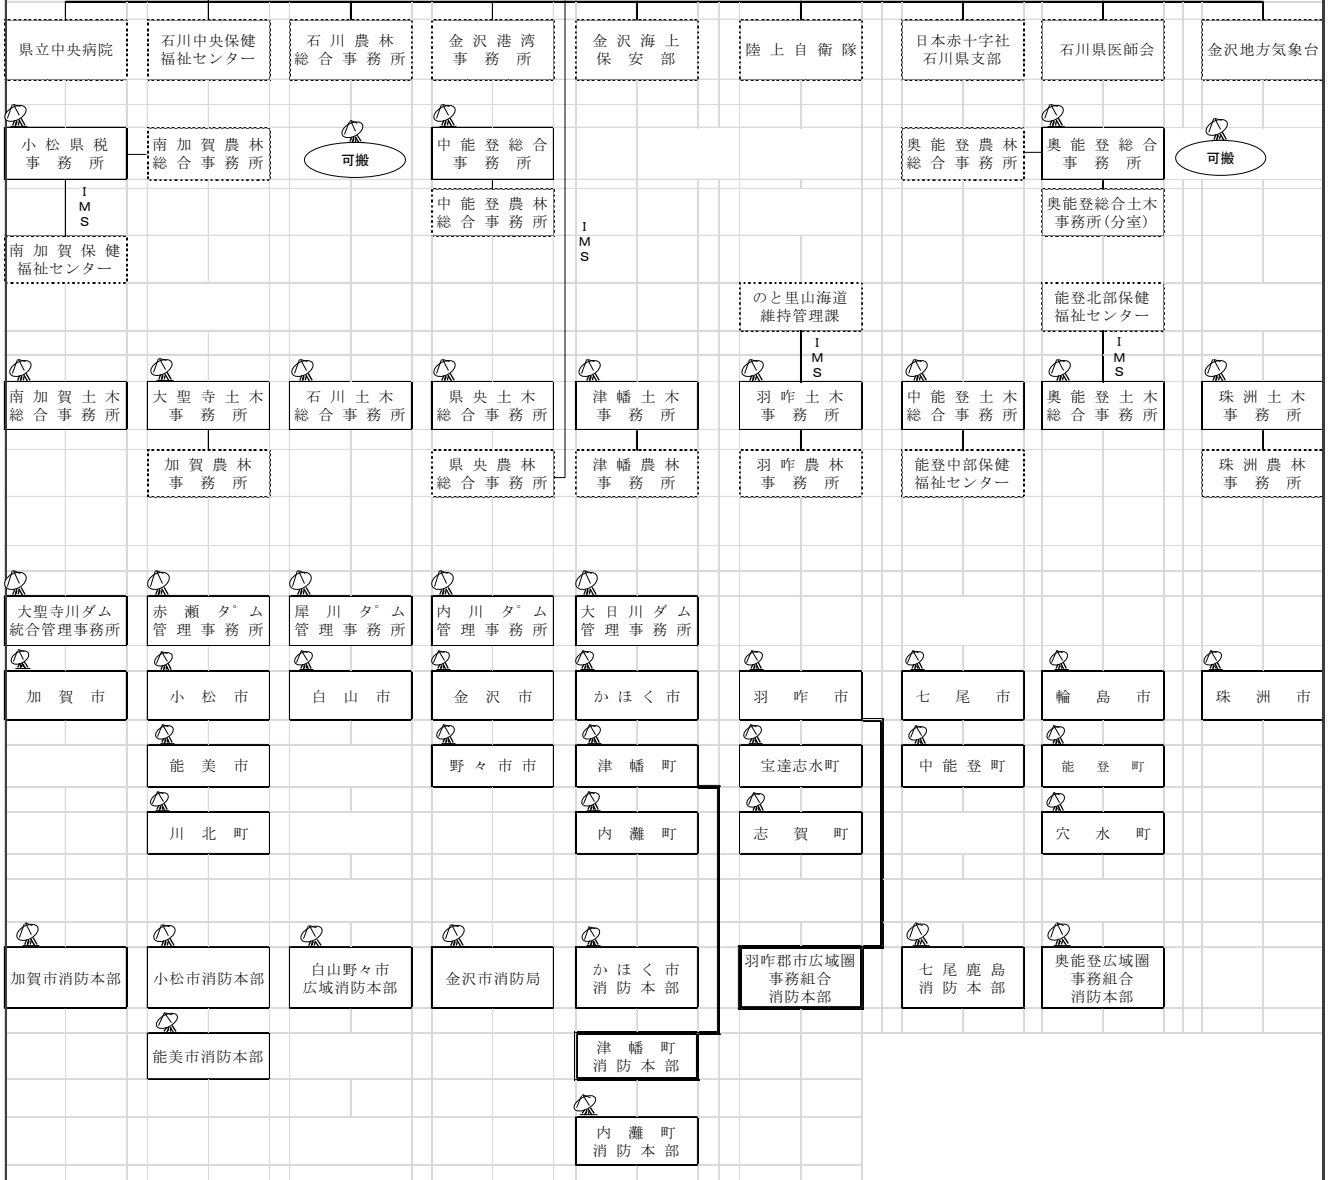 県立中央病院
石川中央保健
福祉センター
石川農林
総合事務所
金沢港湾
事務所
金沢海上
保安部
陸上自衛隊
日本赤十字社
石川県支部
石川県医師会
金沢地方気象台
小松県税
事務所
南加賀農林
総合事務所
可搬
中能登総合
事務所
奥能登農林
総合事務所
奥能登総合
事務所
可搬
IMS
中能登農林
総合事務所
奥能登総合土木
事務所(分室)
IMS
南加賀保健
福祉センター
のと里山海道
維持管理課
能登北部保健
福祉センター
IMS
IMS
南加賀土木
総合事務所
大聖寺土木
事務所
石川土木
総合事務所
県央土木
総合事務所
津幡土木
事務所
羽咋土木
事務所
中能登土木
総合事務所
奥能登土木
総合事務所
珠洲土木
事務所
加賀農林
事務所
県央農林
総合事務所
津幡農林
事務所
羽咋農林
事務所
能登中部保健
福祉センター
珠洲農林
事務所
大聖寺川ダム
統合管理事務所
赤瀬ダム
管理事務所
犀川ダム
管理事務所
内川ダム
管理事務所
大日川ダム
管理事務所
加賀市
小松市
白山市
金沢市
かほく市
羽咋市
七尾市
輪島市
珠洲市
能美市
野々市市
津幡町
宝達志水町
中能登町
能登町
川北町
内灘町
志賀町
穴水町
加賀市消防本部
小松市消防本部
白山野々市
広域消防本部
金沢市消防局
かほく市
消防本部
羽咋郡市広域圏
事務組合
消防本部
七尾鹿島
消防本部
奥能登広域圏
事務組合
消防本部
能美市消防本部
津幡町
消防本部
内灘町
消防本部